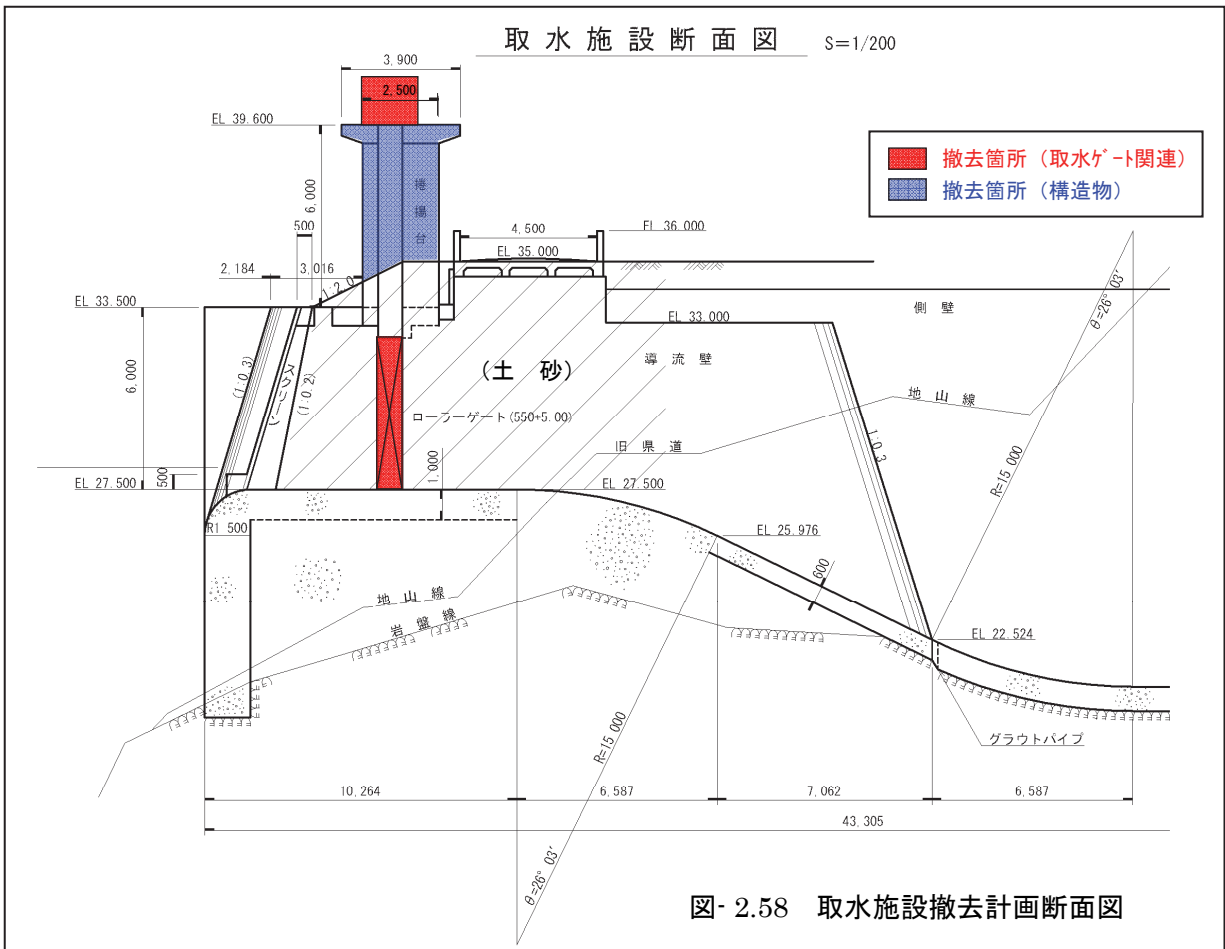 取水施設断面図 S=1/200
3,900
2,500
EL 39.600
撤去箇所（取水ｹﾞｰﾄ関連）
撤去箇所（構造物）
捲揚台
6,000
500
4,500
EL 36.000
EL 35.000
2,184
3,016
1:2.0
EL 33.500
EL 33.000
側壁
θ=26° 03′
6,000
(1:0.3)
スクリーン
(1:0.2)
(土 砂)
導流壁
地山線
ローラーゲート(550+5.00)
旧県道
1:0.3
R=15 000
500
EL 27.500
1,000
EL 27.500
R1 500
EL 25.976
600
地山線
岩盤線
EL 22.524
R=15 000
グラウトパイプ
10,264
6,587
7,062
6,587
43,305
θ=26° 03′
図- 2.58 取水施設撤去計画断面図